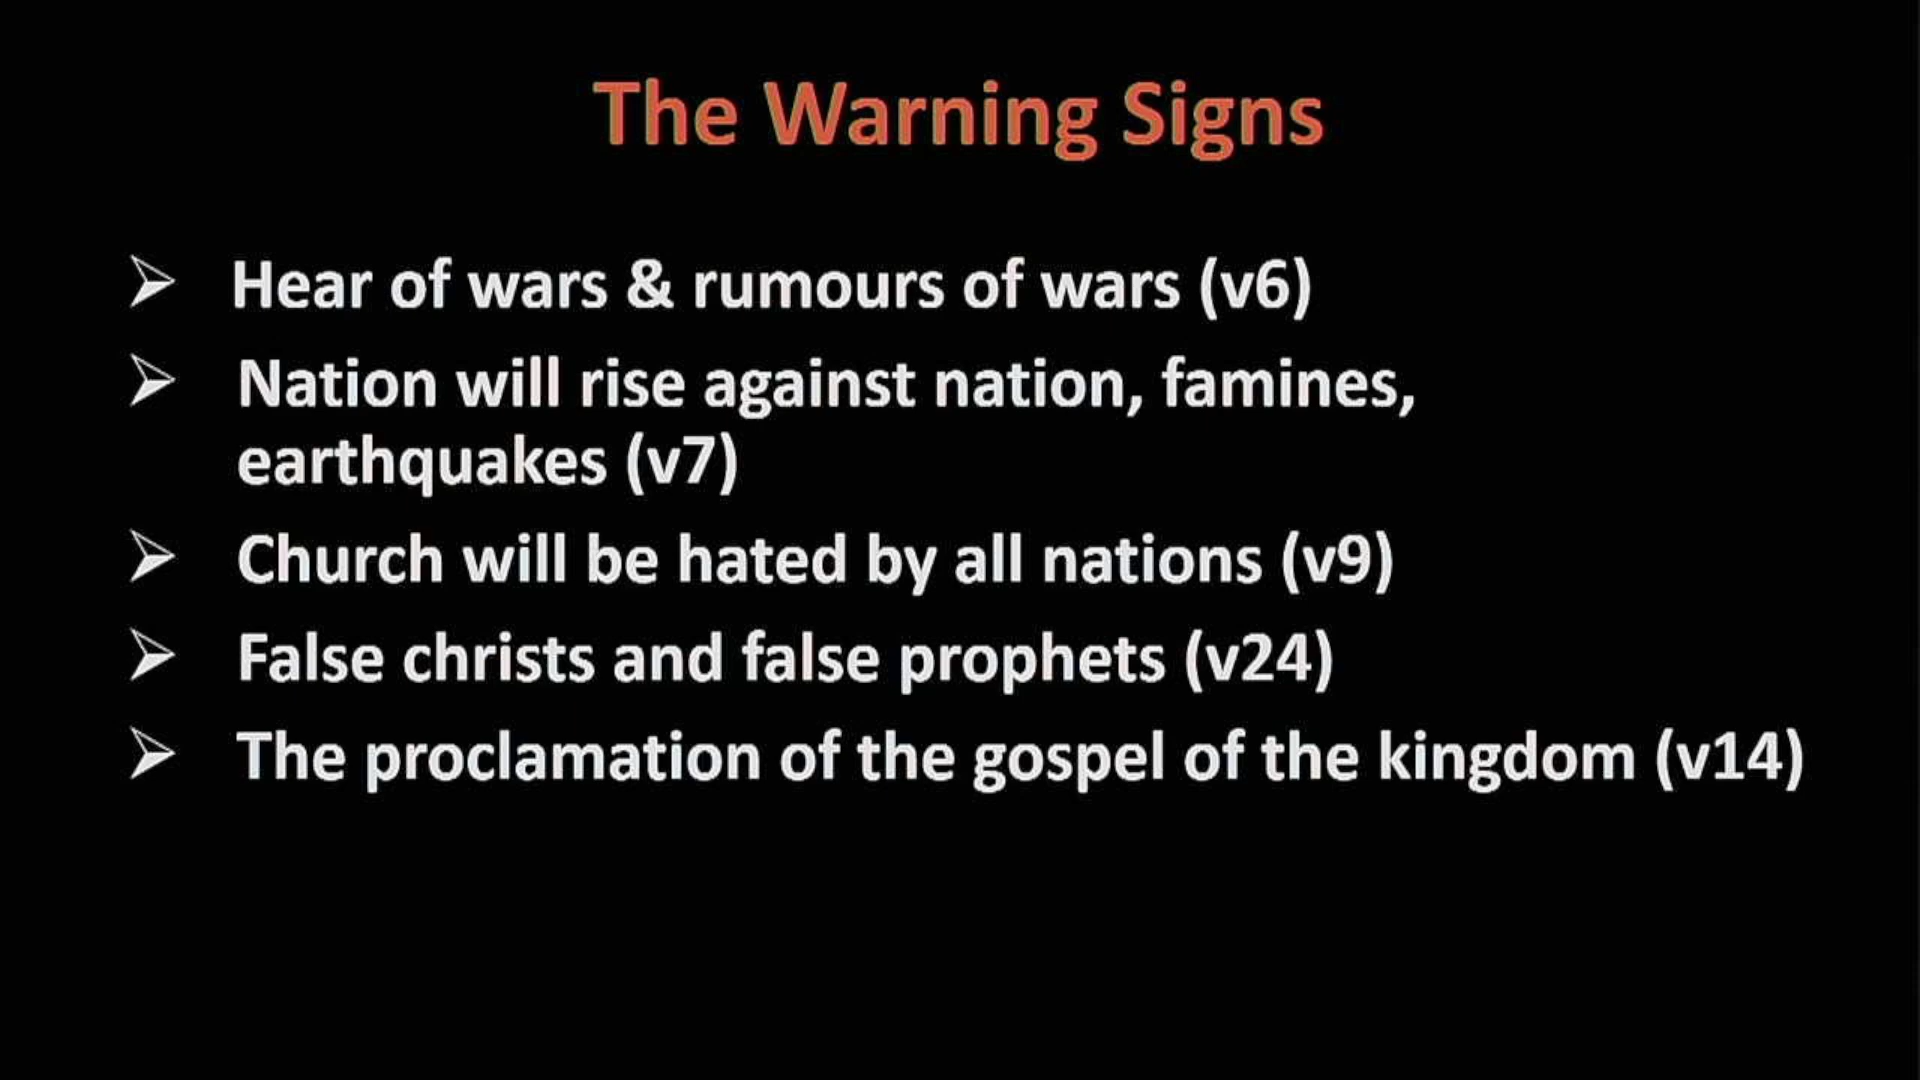 The Warning Signs
➢ Hear of wars & rumours of wars (v6)
➢ Nation will rise against nation, famines,
earthquakes (v7)
➢ Church will be hated by all nations (v9)
➢ False christs and false prophets (v24)
➢ The proclamation of the gospel of the kingdom (v14)